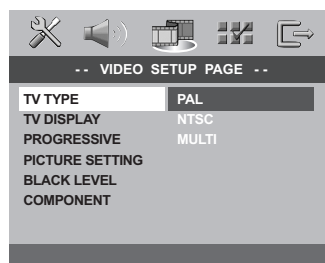 -- VIDEO SETUP PAGE --
TV TYPE PAL
TV DISPLAY NTSC
PROGRESSIVE MULTI
PICTURE SETTING
BLACK LEVEL
COMPONENT